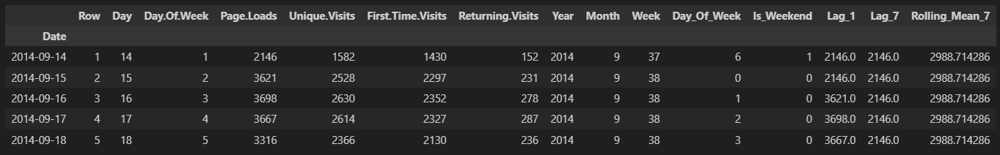 Row Day Day.Of.Week Page.Loads Unique.Visits First.Time.Visits Returning.Visits Year Month Week Day_Of_Week Is_Weekend Lag_1 Lag_7 Rolling_Mean_7
Date
2014-09-14 1 14 1 2146 1582 1430 152 2014 9 37 6 1 2146.0 2146.0 2988.714286
2014-09-15 2 15 2 3621 2528 2297 231 2014 9 38 0 0 2146.0 2146.0 2988.714286
2014-09-16 3 16 3 3698 2630 2352 278 2014 9 38 1 0 3621.0 2146.0 2988.714286
2014-09-17 4 17 4 3667 2614 2327 287 2014 9 38 2 0 3698.0 2146.0 2988.714286
2014-09-18 5 18 5 3316 2366 2130 236 2014 9 38 3 0 3667.0 2146.0 2988.714286